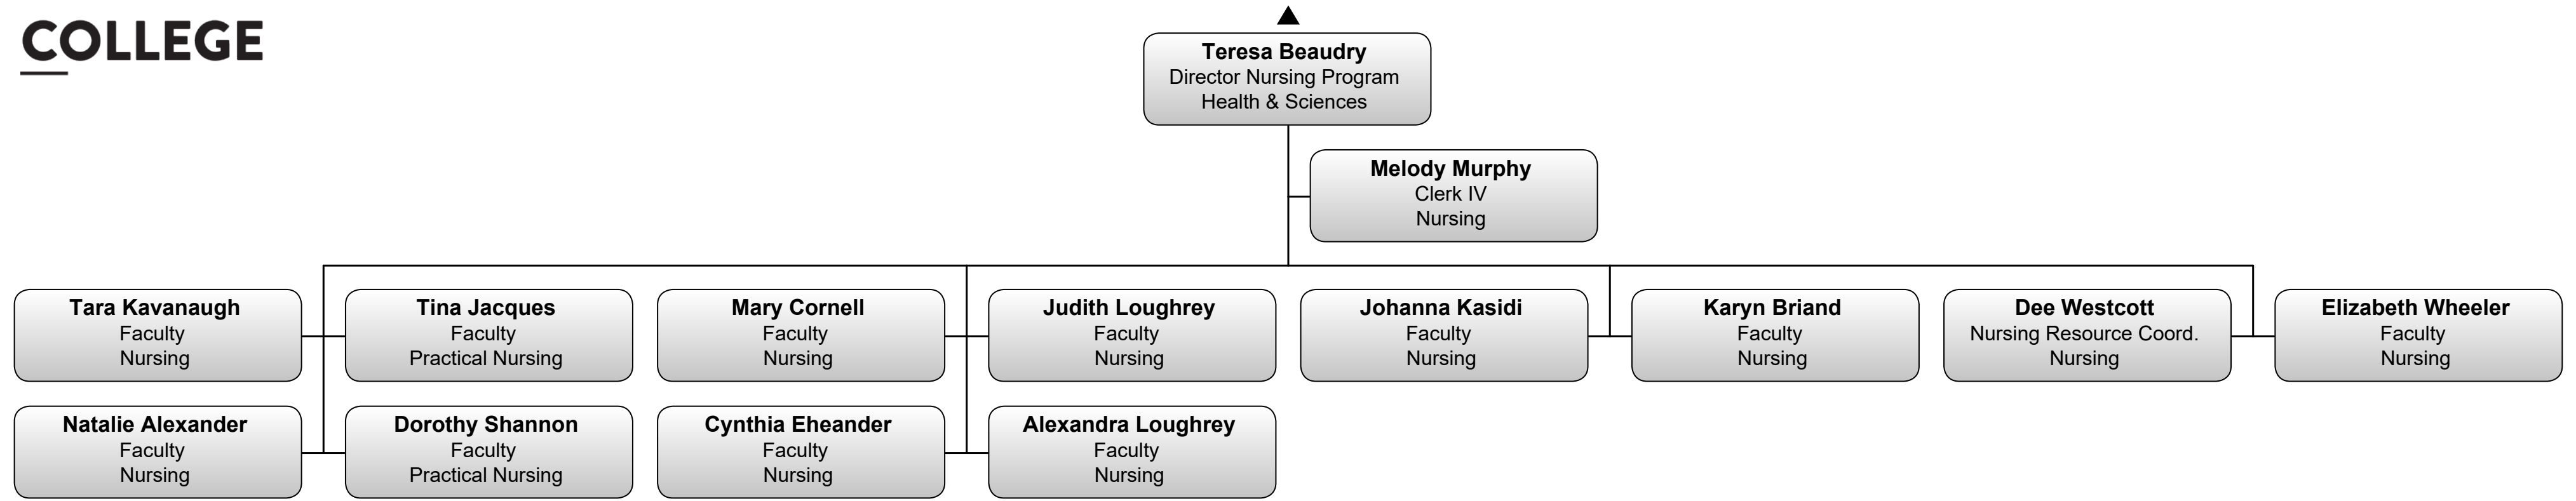 COLLEGE
Teresa Beaudry
Director Nursing Program
Health & Sciences
Melody Murphy
Clerk IV
Nursing
Tara Kavanaugh
Faculty
Nursing
Tina Jacques
Faculty
Practical Nursing
Mary Cornell
Faculty
Nursing
Judith Loughrey
Faculty
Nursing
Johanna Kasidi
Faculty
Nursing
Karyn Briand
Faculty
Nursing
Dee Westcott
Nursing Resource Coord.
Nursing
Elizabeth Wheeler
Faculty
Nursing
Natalie Alexander
Faculty
Nursing
Dorothy Shannon
Faculty
Practical Nursing
Cynthia Eheander
Faculty
Nursing
Alexandra Loughrey
Faculty
Nursing